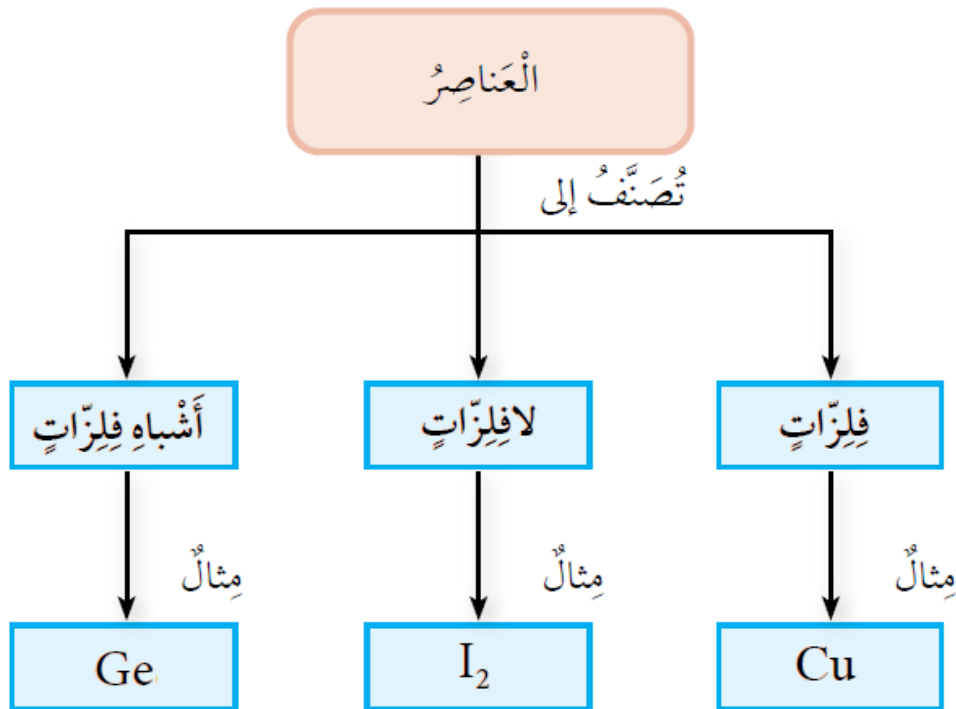 الْعَناصِرُ
تُصَنَّفُ إلى
فِلِزّاتٍ
لافِلِزّاتٍ
أَشْباهِ فِلِزّاتٍ
مِثالٌ
مِثالٌ
مِثالٌ
Cu
I₂
Ge